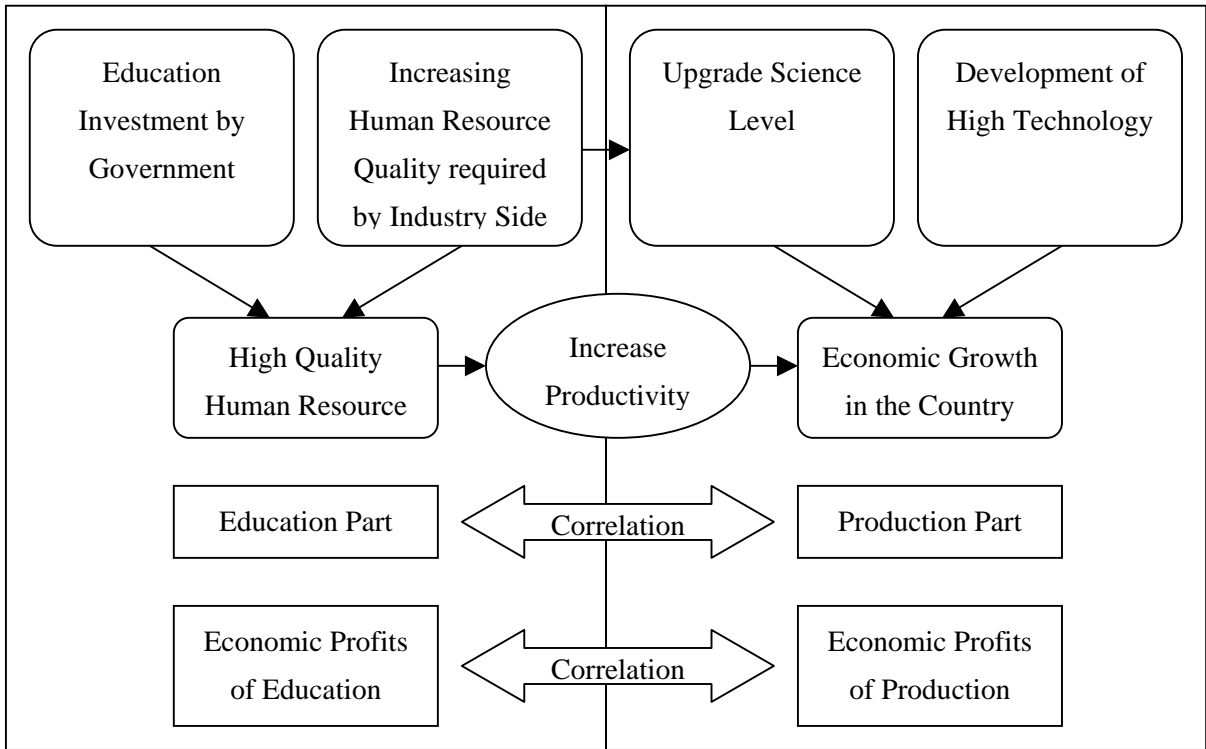 Education
Investment by
Government
Increasing
Human Resource
Quality required
by Industry Side
Upgrade Science
Level
Development of
High Technology
High Quality
Human Resource
Increase
Productivity
Economic Growth
in the Country
Education Part
Correlation
Production Part
Economic Profits
of Education
Correlation
Economic Profits
of Production